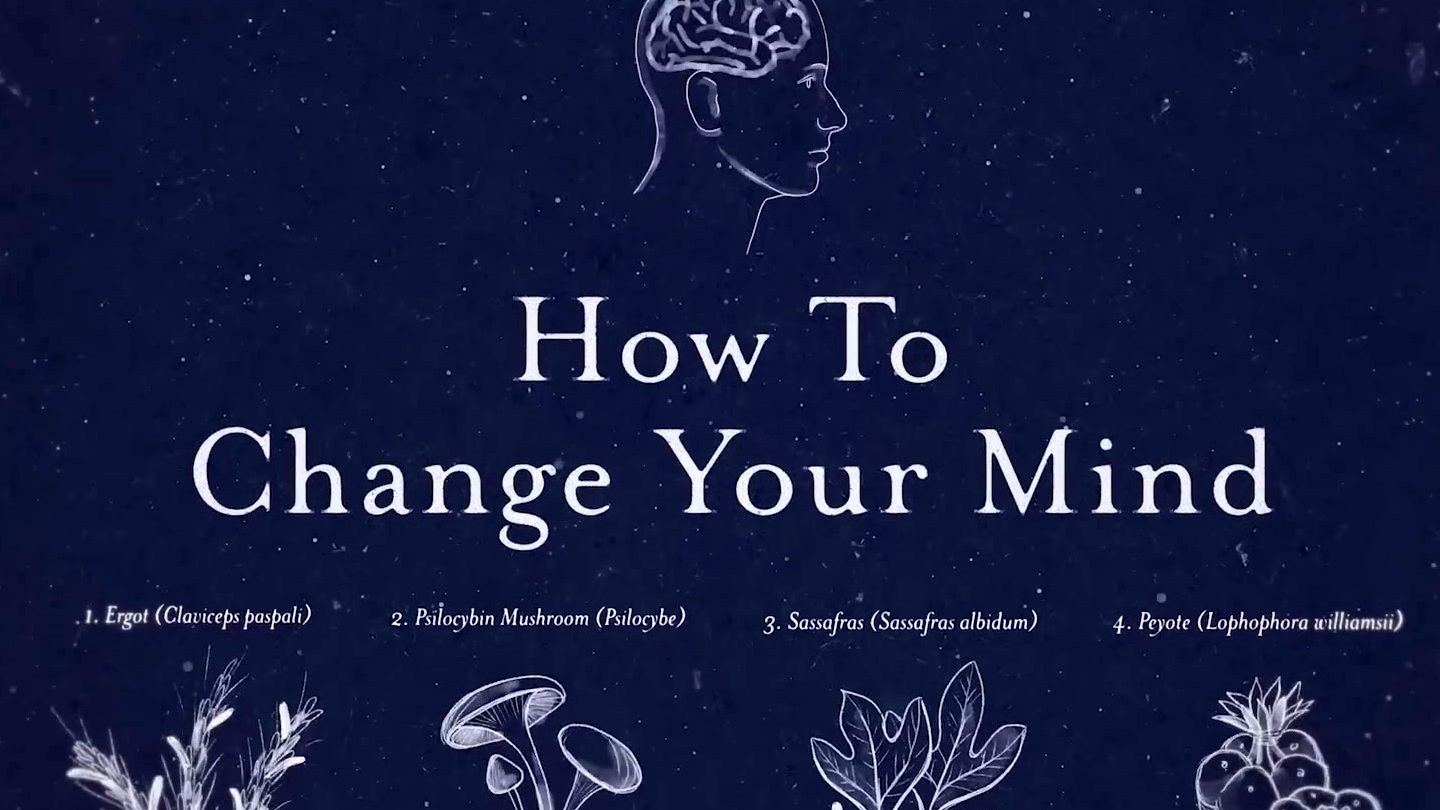 How To
Change Your Mind
1. Ergot (Claviceps paspali)
2. Psilocybin Mushroom (Psilocybe)
3. Sassafras (Sassafras albidum)
4. Peyote (Lophophora williamsii)